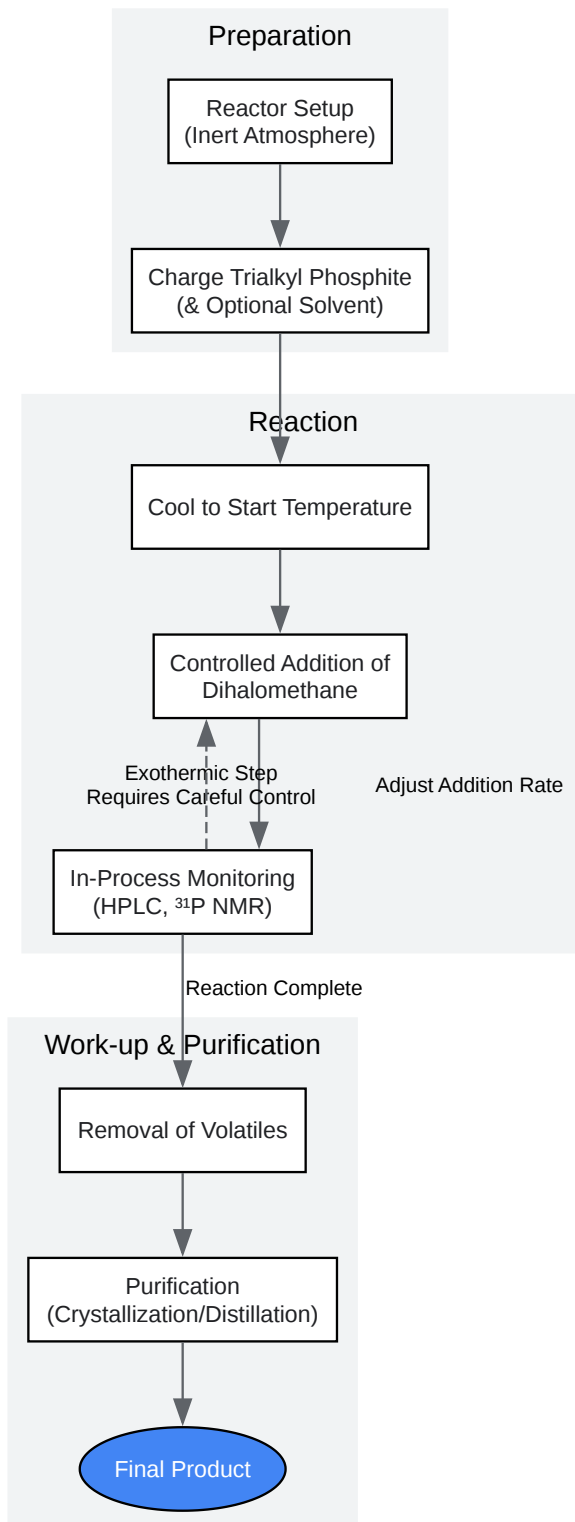 Preparation
Reactor Setup
(Inert Atmosphere)
Charge Trialkyl Phosphite
(& Optional Solvent)
Reaction
Cool to Start Temperature
Controlled Addition of
Dihalomethane
Exothermic Step
Requires Careful Control
Adjust Addition Rate
In-Process Monitoring
(HPLC, ³¹P NMR)
Reaction Complete
Work-up & Purification
Removal of Volatiles
Purification
(Crystallization/Distillation)
Final Product